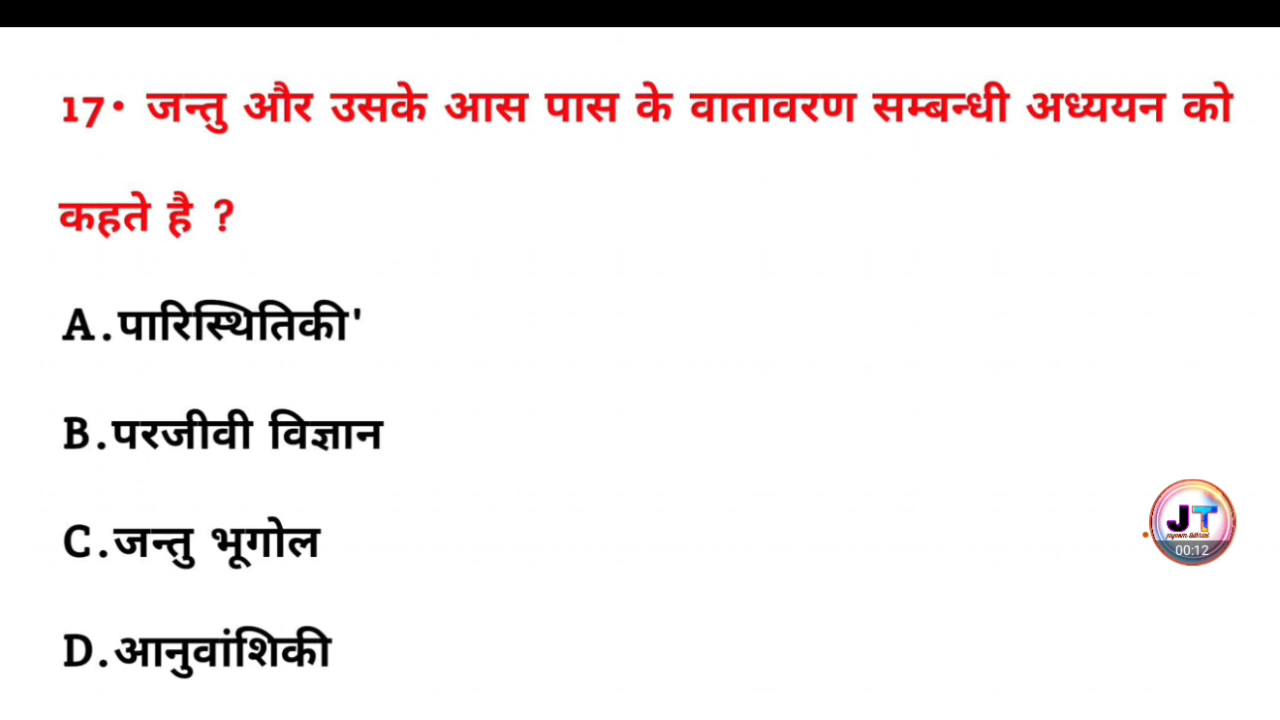 17• जन्तु और उसके आस पास के वातावरण सम्बन्धी अध्ययन को
कहते है ?
A.पारिस्थितिकी'
B.परजीवी विज्ञान
C.जन्तु भूगोल
D.आनुवांशिकी
JT
00:12